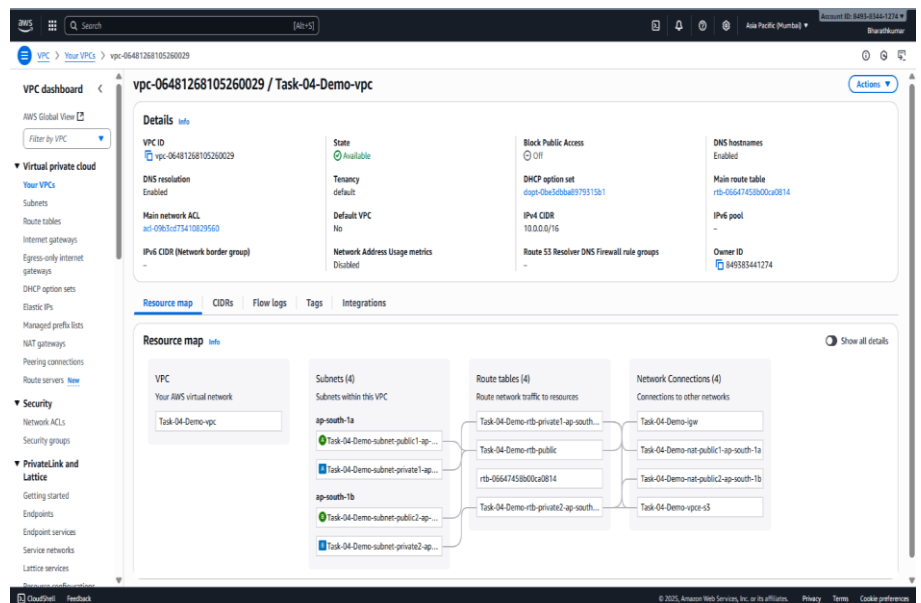 aws
Search
[Alt+S]
Asia Pacific (Mumbai) ▼
Account ID: 8493-8344-1274 ▼
Bharathkumar
VPC > Your VPCs > vpc-06481268105260029
VPC dashboard
AWS Global View
Filter by VPC
Virtual private cloud
Your VPCs
Subnets
Route tables
Internet gateways
Egress-only internet
gateways
DHCP option sets
Elastic IPs
Managed prefix lists
NAT gateways
Peering connections
Route servers New
Security
Network ACLs
Security groups
PrivateLink and
Lattice
Getting started
Endpoints
Endpoint services
Service networks
Lattice services
Resource configurations
vpc-06481268105260029 / Task-04-Demo-vpc
Actions ▼
Details Info
VPC ID
vpc-06481268105260029
State
Available
Block Public Access
Off
DNS hostnames
Enabled
DNS resolution
Enabled
Tenancy
default
DHCP option set
dopt-0be3dbba8979315b1
Main route table
rtb-06647458b00ca0814
Main network ACL
acl-09b3cd73410829560
Default VPC
No
IPv4 CIDR
10.0.0.0/16
IPv6 pool
–
IPv6 CIDR (Network border group)
–
Network Address Usage metrics
Disabled
Route 53 Resolver DNS Firewall rule groups
–
Owner ID
849383441274
Resource map
CIDRs
Flow logs
Tags
Integrations
Resource map Info
Show all details
VPC
Your AWS virtual network
Task-04-Demo-vpc
Subnets (4)
Subnets within this VPC
ap-south-1a
Task-04-Demo-subnet-public1-ap-...
Task-04-Demo-subnet-private1-ap...
ap-south-1b
Task-04-Demo-subnet-public2-ap-...
Task-04-Demo-subnet-private2-ap...
Route tables (4)
Route network traffic to resources
Task-04-Demo-rtb-private1-ap-south...
Task-04-Demo-rtb-public
rtb-06647458b00ca0814
Task-04-Demo-rtb-private2-ap-south...
Network Connections (4)
Connections to other networks
Task-04-Demo-igw
Task-04-Demo-nat-public1-ap-south-1a
Task-04-Demo-nat-public2-ap-south-1b
Task-04-Demo-vpce-s3
CloudShell
Feedback
© 2025, Amazon Web Services, Inc. or its affiliates.
Privacy
Terms
Cookie preferences